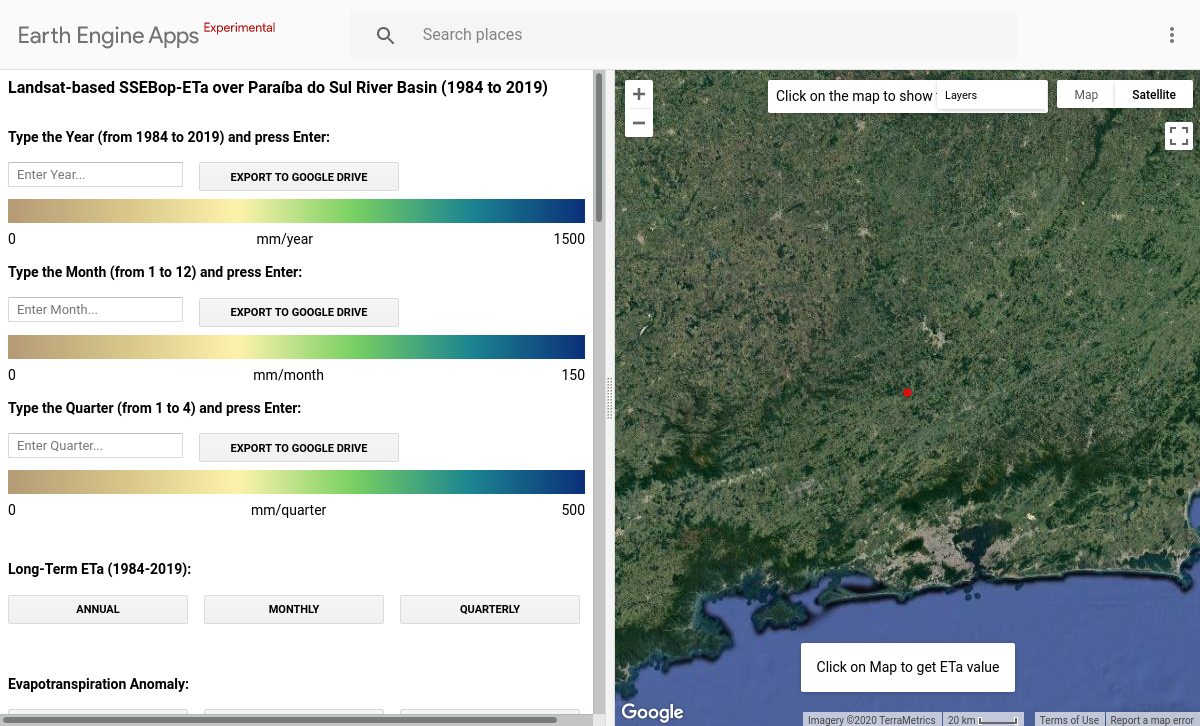 Earth Engine Apps Experimental
Search places
Landsat-based SSEBop-ETa over Paraíba do Sul River Basin (1984 to 2019)
Type the Year (from 1984 to 2019) and press Enter:
Enter Year...
EXPORT TO GOOGLE DRIVE
0 mm/year 1500
Type the Month (from 1 to 12) and press Enter:
Enter Month...
EXPORT TO GOOGLE DRIVE
0 mm/month 150
Type the Quarter (from 1 to 4) and press Enter:
Enter Quarter...
EXPORT TO GOOGLE DRIVE
0 mm/quarter 500
Long-Term ETa (1984-2019):
ANNUAL MONTHLY QUARTERLY
Evapotranspiration Anomaly:
Click on the map to show
Layers
Map Satellite
Click on Map to get ETa value
Google
Imagery ©2020 TerraMetrics
20 km
Terms of Use
Report a map error